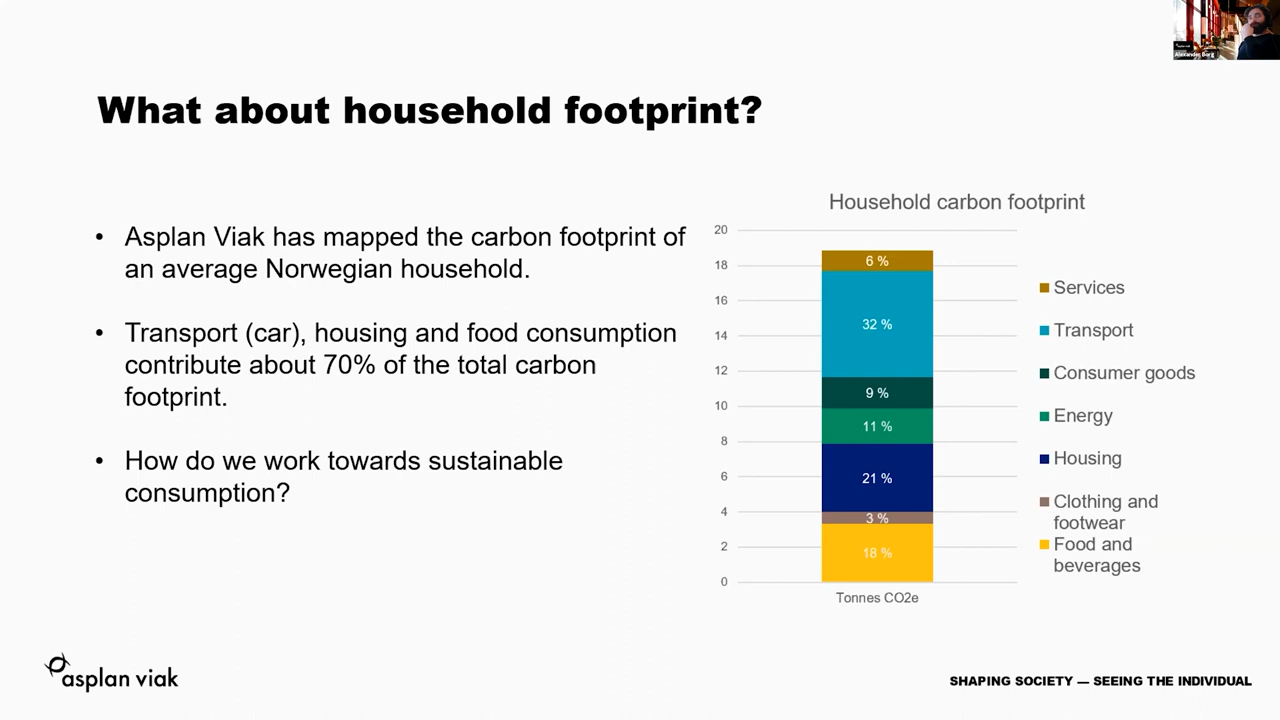 asplan viak
Alexander Borg
What about household footprint?
• Asplan Viak has mapped the carbon footprint of
an average Norwegian household.
• Transport (car), housing and food consumption
contribute about 70% of the total carbon
footprint.
• How do we work towards sustainable
consumption?
Household carbon footprint
20
18
16
14
12
10
8
6
4
2
0
6 %
32 %
9 %
11 %
21 %
3 %
18 %
Tonnes CO2e
Services
Transport
Consumer goods
Energy
Housing
Clothing and
footwear
Food and
beverages
asplan viak
SHAPING SOCIETY — SEEING THE INDIVIDUAL